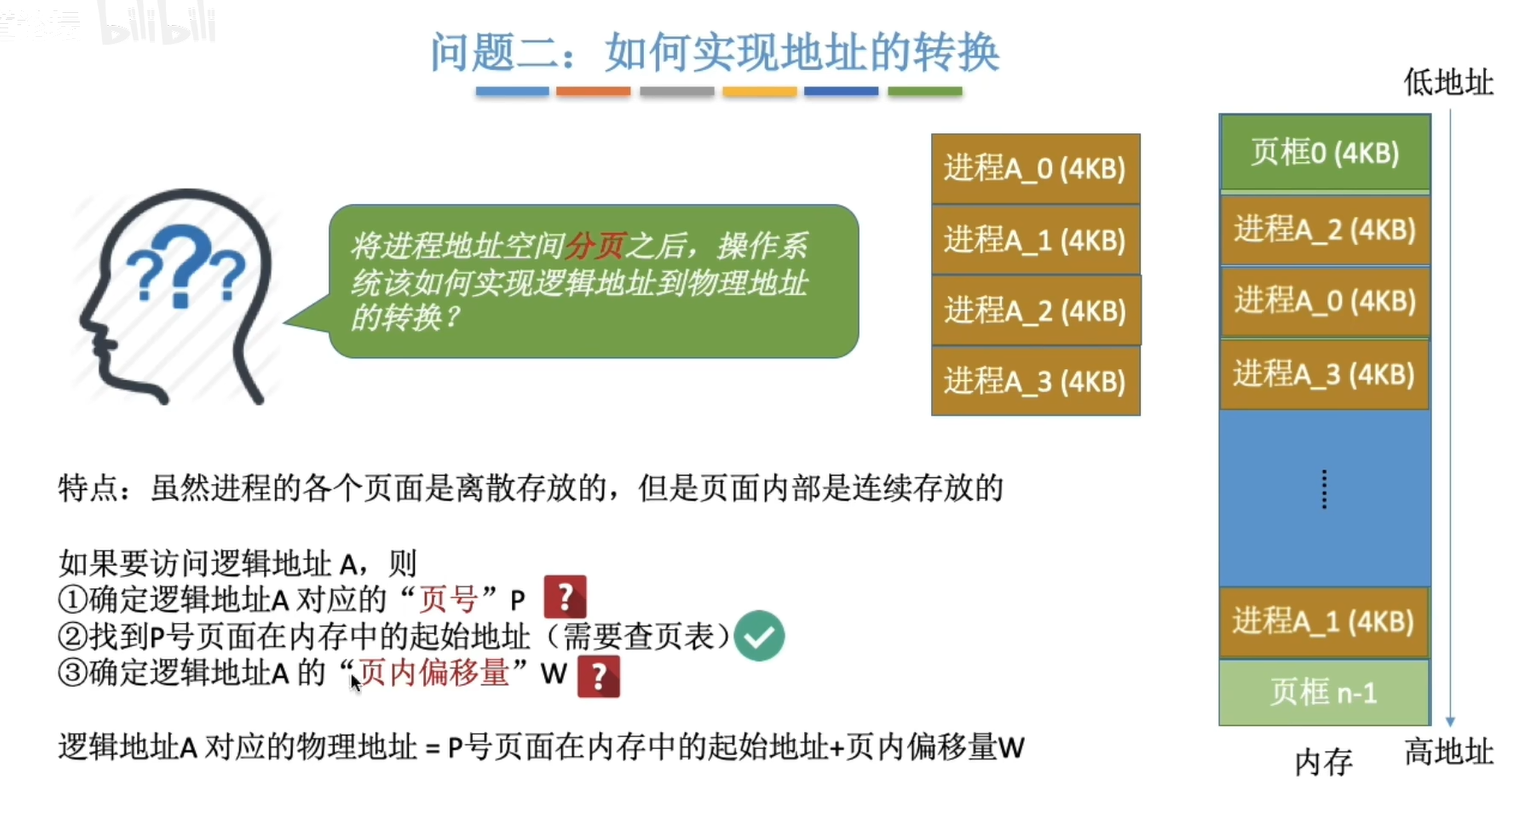 bilibili
问题二：如何实现地址的转换
低地址
将进程地址空间分页之后，操作系
统该如何实现逻辑地址到物理地址
的转换？
???
进程A_0 (4KB)
进程A_1 (4KB)
进程A_2 (4KB)
进程A_3 (4KB)
页框0 (4KB)
进程A_2 (4KB)
进程A_0 (4KB)
进程A_3 (4KB)
......
进程A_1 (4KB)
页框 n-1
内存
高地址
特点：虽然进程的各个页面是离散存放的，但是页面内部是连续存放的
如果要访问逻辑地址 A，则
①确定逻辑地址A 对应的“页号” P ?
②找到P号页面在内存中的起始地址（需要查页表）
③确定逻辑地址A 的“页内偏移量” W ?
逻辑地址A 对应的物理地址 = P号页面在内存中的起始地址+页内偏移量W